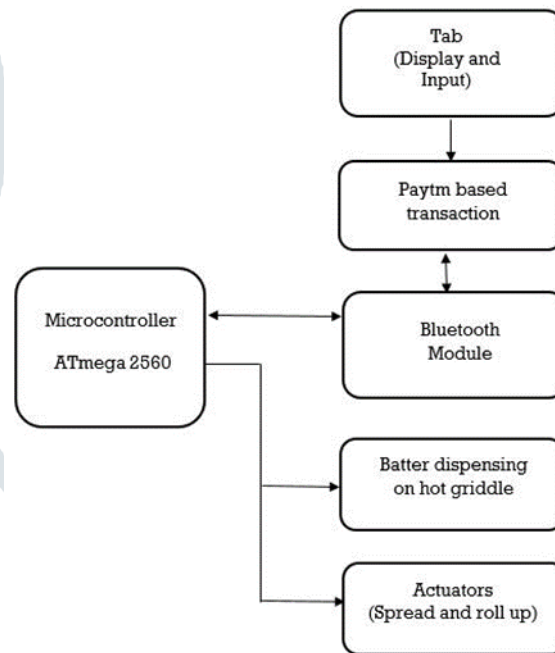 Tab
(Display and
Input)
Paytm based
transaction
Microcontroller
ATmega 2560
Bluetooth
Module
Batter dispensing
on hot griddle
Actuators
(Spread and roll up)